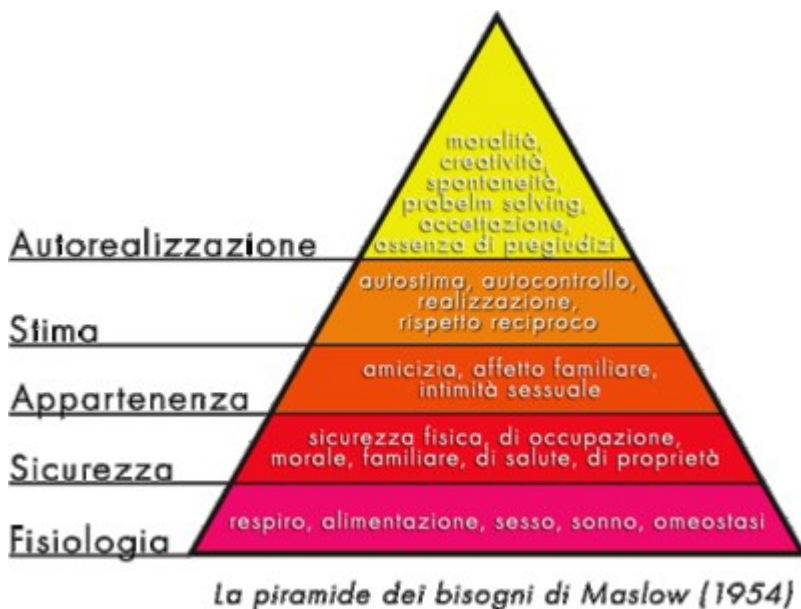 moralità,
creatività,
spontaneità,
probelm solving,
accettazione,
assenza di pregiudizi
Autorealizzazione
autostima, autocontrollo,
realizzazione,
rispetto reciproco
Stima
amicizia, affetto familiare,
intimità sessuale
Appartenenza
sicurezza fisica, di occupazione,
morale, familiare, di salute, di proprietà
Sicurezza
respiro, alimentazione, sesso, sonno, omeostasi
Fisiologia
La piramide dei bisogni di Maslow (1954)